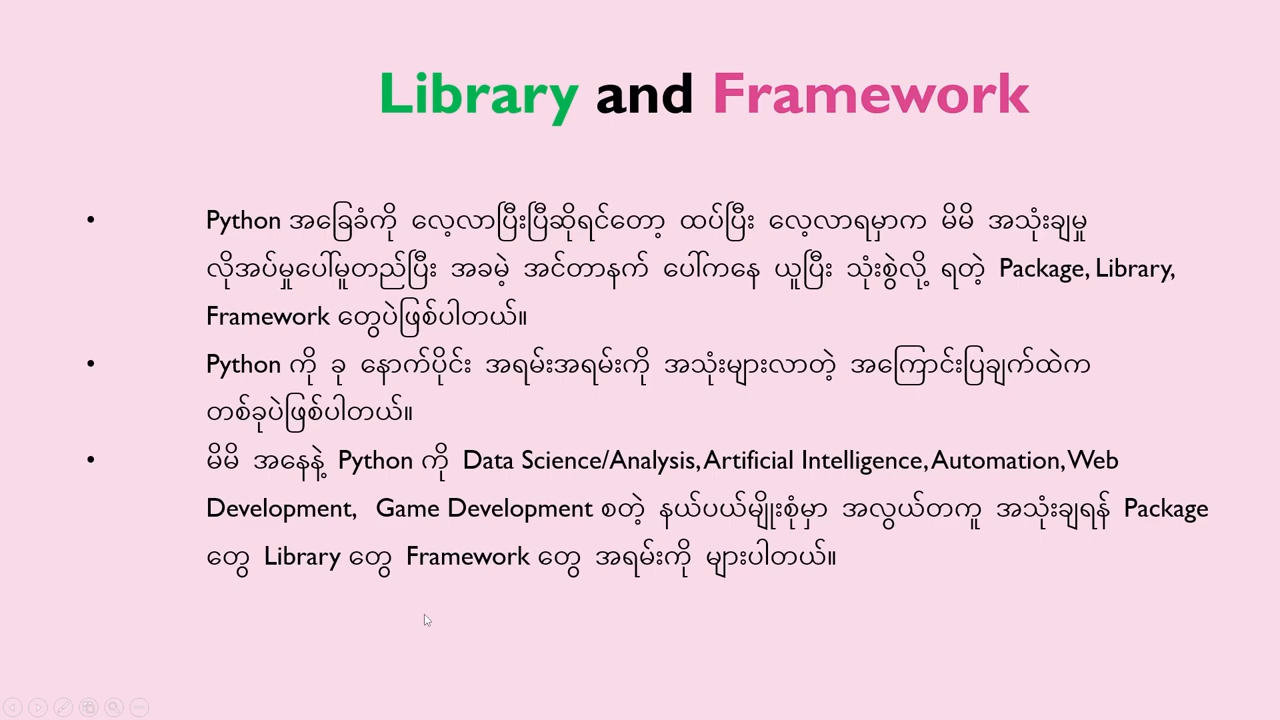 Library and Framework
• Python အခြေခံကို လေ့လာပြီးပြီဆိုရင်တော့ ထပ်ပြီး လေ့လာရမှာက မိမိ အသုံးချမှု
လိုအပ်မှုပေါ်မူတည်ပြီး အခမဲ့ အင်တာနက် ပေါ်ကနေ ယူပြီး သုံးစွဲလို့ ရတဲ့ Package, Library,
Framework တွေပဲဖြစ်ပါတယ်။
• Python ကို ခု နောက်ပိုင်း အရမ်းအရမ်းကို အသုံးများလာတဲ့ အကြောင်းပြချက်ထဲက
တစ်ခုပဲဖြစ်ပါတယ်။
• မိမိ အနေနဲ့ Python ကို Data Science/Analysis, Artificial Intelligence, Automation, Web
Development, Game Development စတဲ့ နယ်ပယ်မျိုးစုံမှာ အလွယ်တကူ အသုံးချရန် Package
တွေ Library တွေ Framework တွေ အရမ်းကို များပါတယ်။